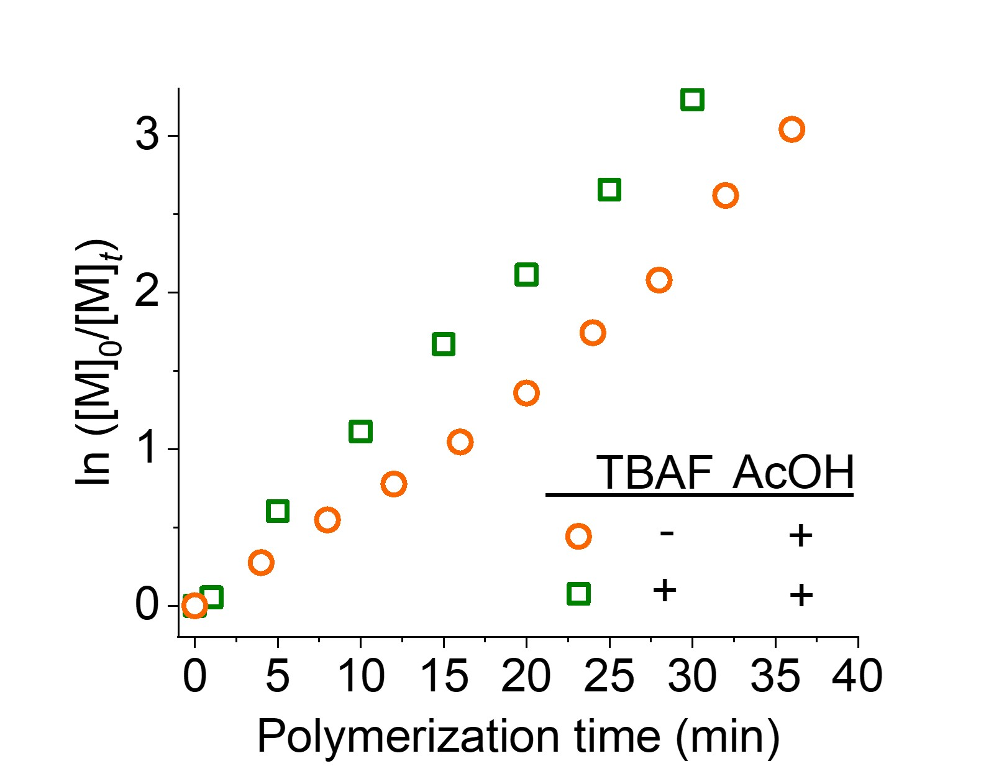 ln ([M]0/[M]t)
3
2
1
0
TBAF AcOH
- +
+ +
0 5 10 15 20 25 30 35 40
Polymerization time (min)